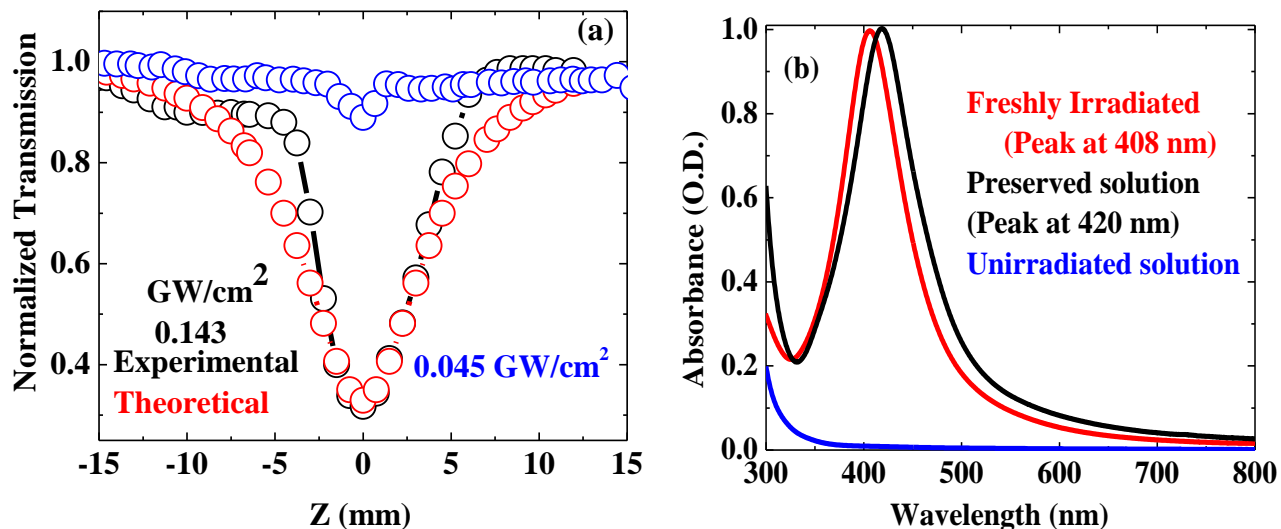 (a)
1.0
0.8
0.6
0.4
Normalized Transmission
GW/cm²
0.143
Experimental
Theoretical
0.045 GW/cm²
-15 -10 -5 0 5 10 15
Z (mm)
(b)
1.0
0.8
0.6
0.4
0.2
0.0
Absorbance (O.D.)
Freshly Irradiated
(Peak at 408 nm)
Preserved solution
(Peak at 420 nm)
Unirradiated solution
300 400 500 600 700 800
Wavelength (nm)